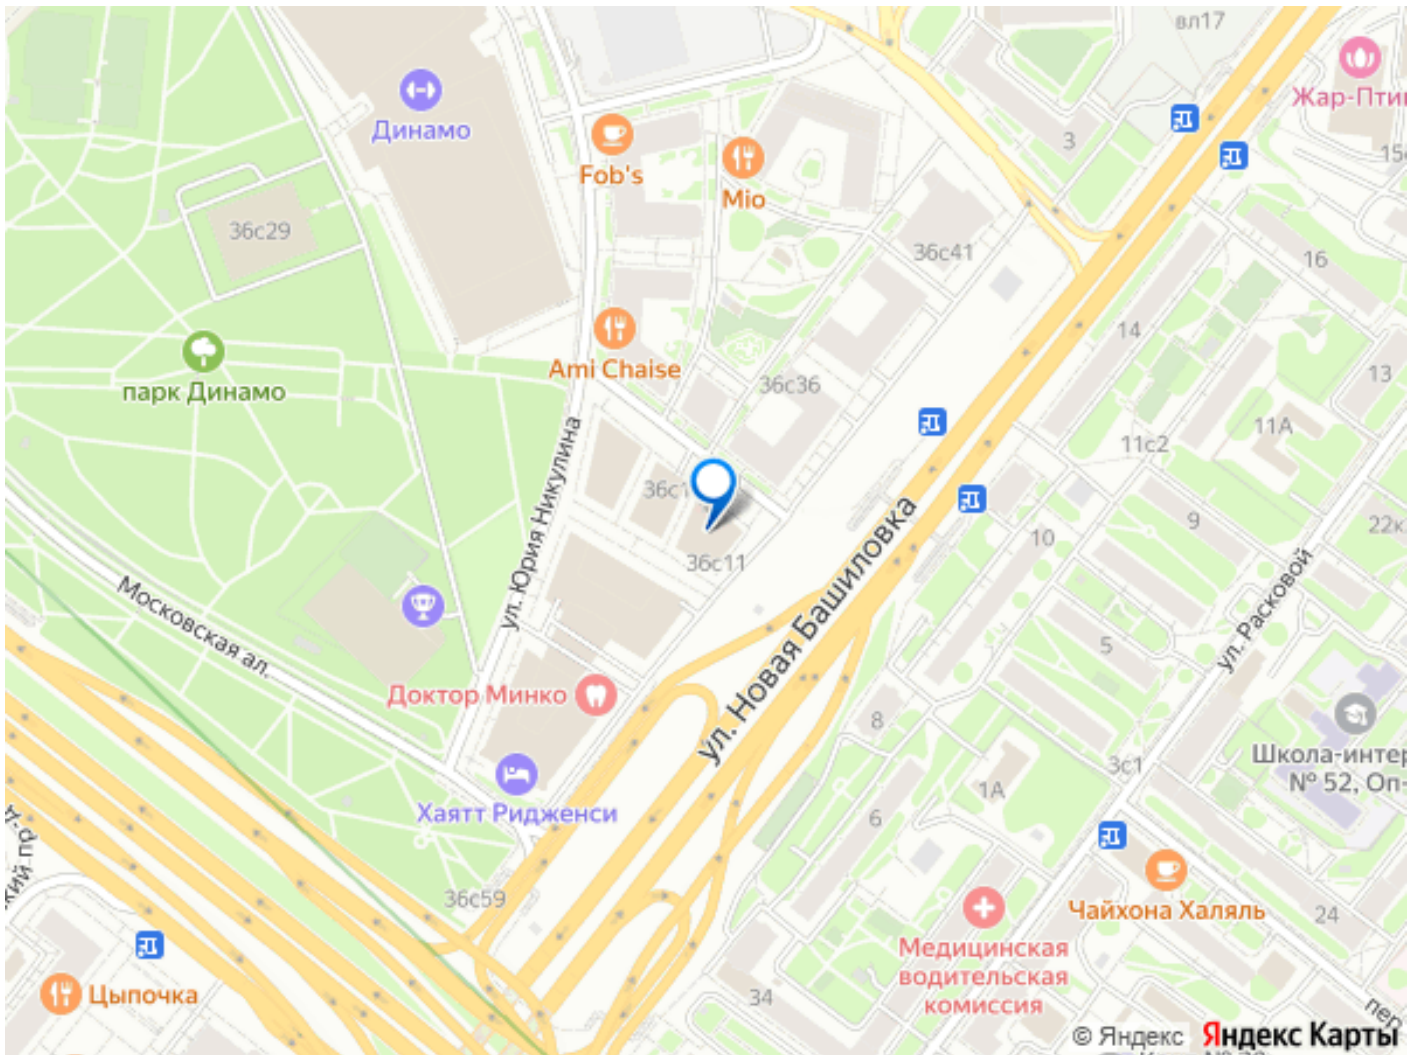 вл17
Жар-Пти
Динамо
3
Fob's
Mio
15
36с29
36с41
16
14
Ami Chaise
парк Динамо
36с36
13
11А
11с2
ул. Юрия Никулина
36с1
22к
9
10
36с11
ул. Новая Башиловка
ул. Расковой
Московская ал.
5
Доктор Минко
8
Школа-интер
№ 52, Оп-
3с1
1А
Хаятт Ридженси
6
36с59
Чайхона Халяль
24
Медицинская
водительская
комиссия
Цыпочка
34
пер.
© Яндекс Яндекс Карты